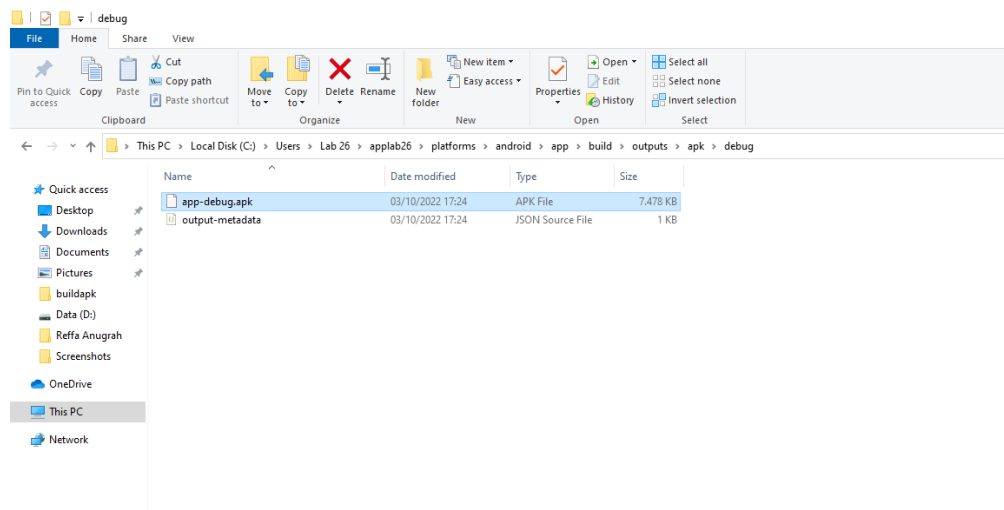 debug
File Home Share View
Pin to Quick access
Copy
Paste
Cut
Copy path
Paste shortcut
Clipboard
Move to
Copy to
Delete
Rename
Organize
New folder
New item
Easy access
New
Properties
Open
Edit
History
Open
Select all
Select none
Invert selection
Select
This PC > Local Disk (C:) > Users > Lab 26 > applab26 > platforms > android > app > build > outputs > apk > debug
Name Date modified Type Size
app-debug.apk 03/10/2022 17:24 APK File 7.478 KB
output-metadata 03/10/2022 17:24 JSON Source File 1 KB
Quick access
Desktop
Downloads
Documents
Pictures
buildapk
Data (D:)
Reffa Anugrah
Screenshots
OneDrive
This PC
Network